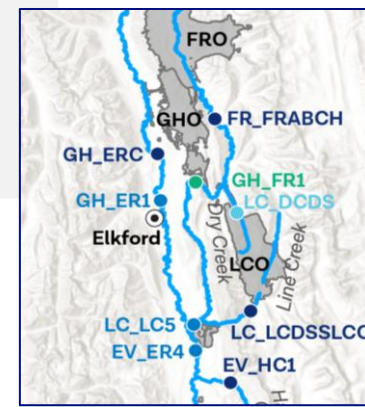 FRO
GHO
FR_FRABCH
GH_ERC
GH_FR1
GH_ER1
LC_DCDS
Elkford
Dry Creek
LCO
Line Creek
LC_LC5
LC_LCDSSLCC
EV_ER4
EV_HC1
H